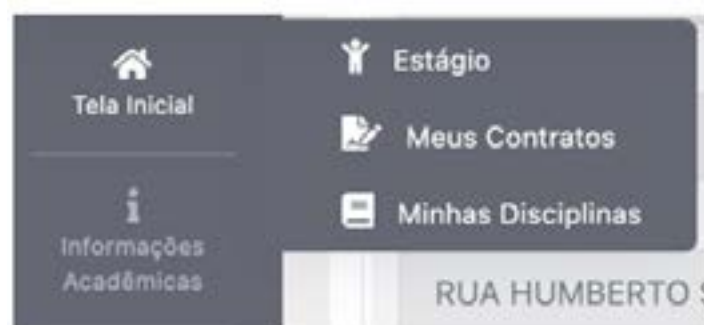 Tela Inicial
Informações
Acadêmicas
Estágio
Meus Contratos
Minhas Disciplinas
RUA HUMBERTO